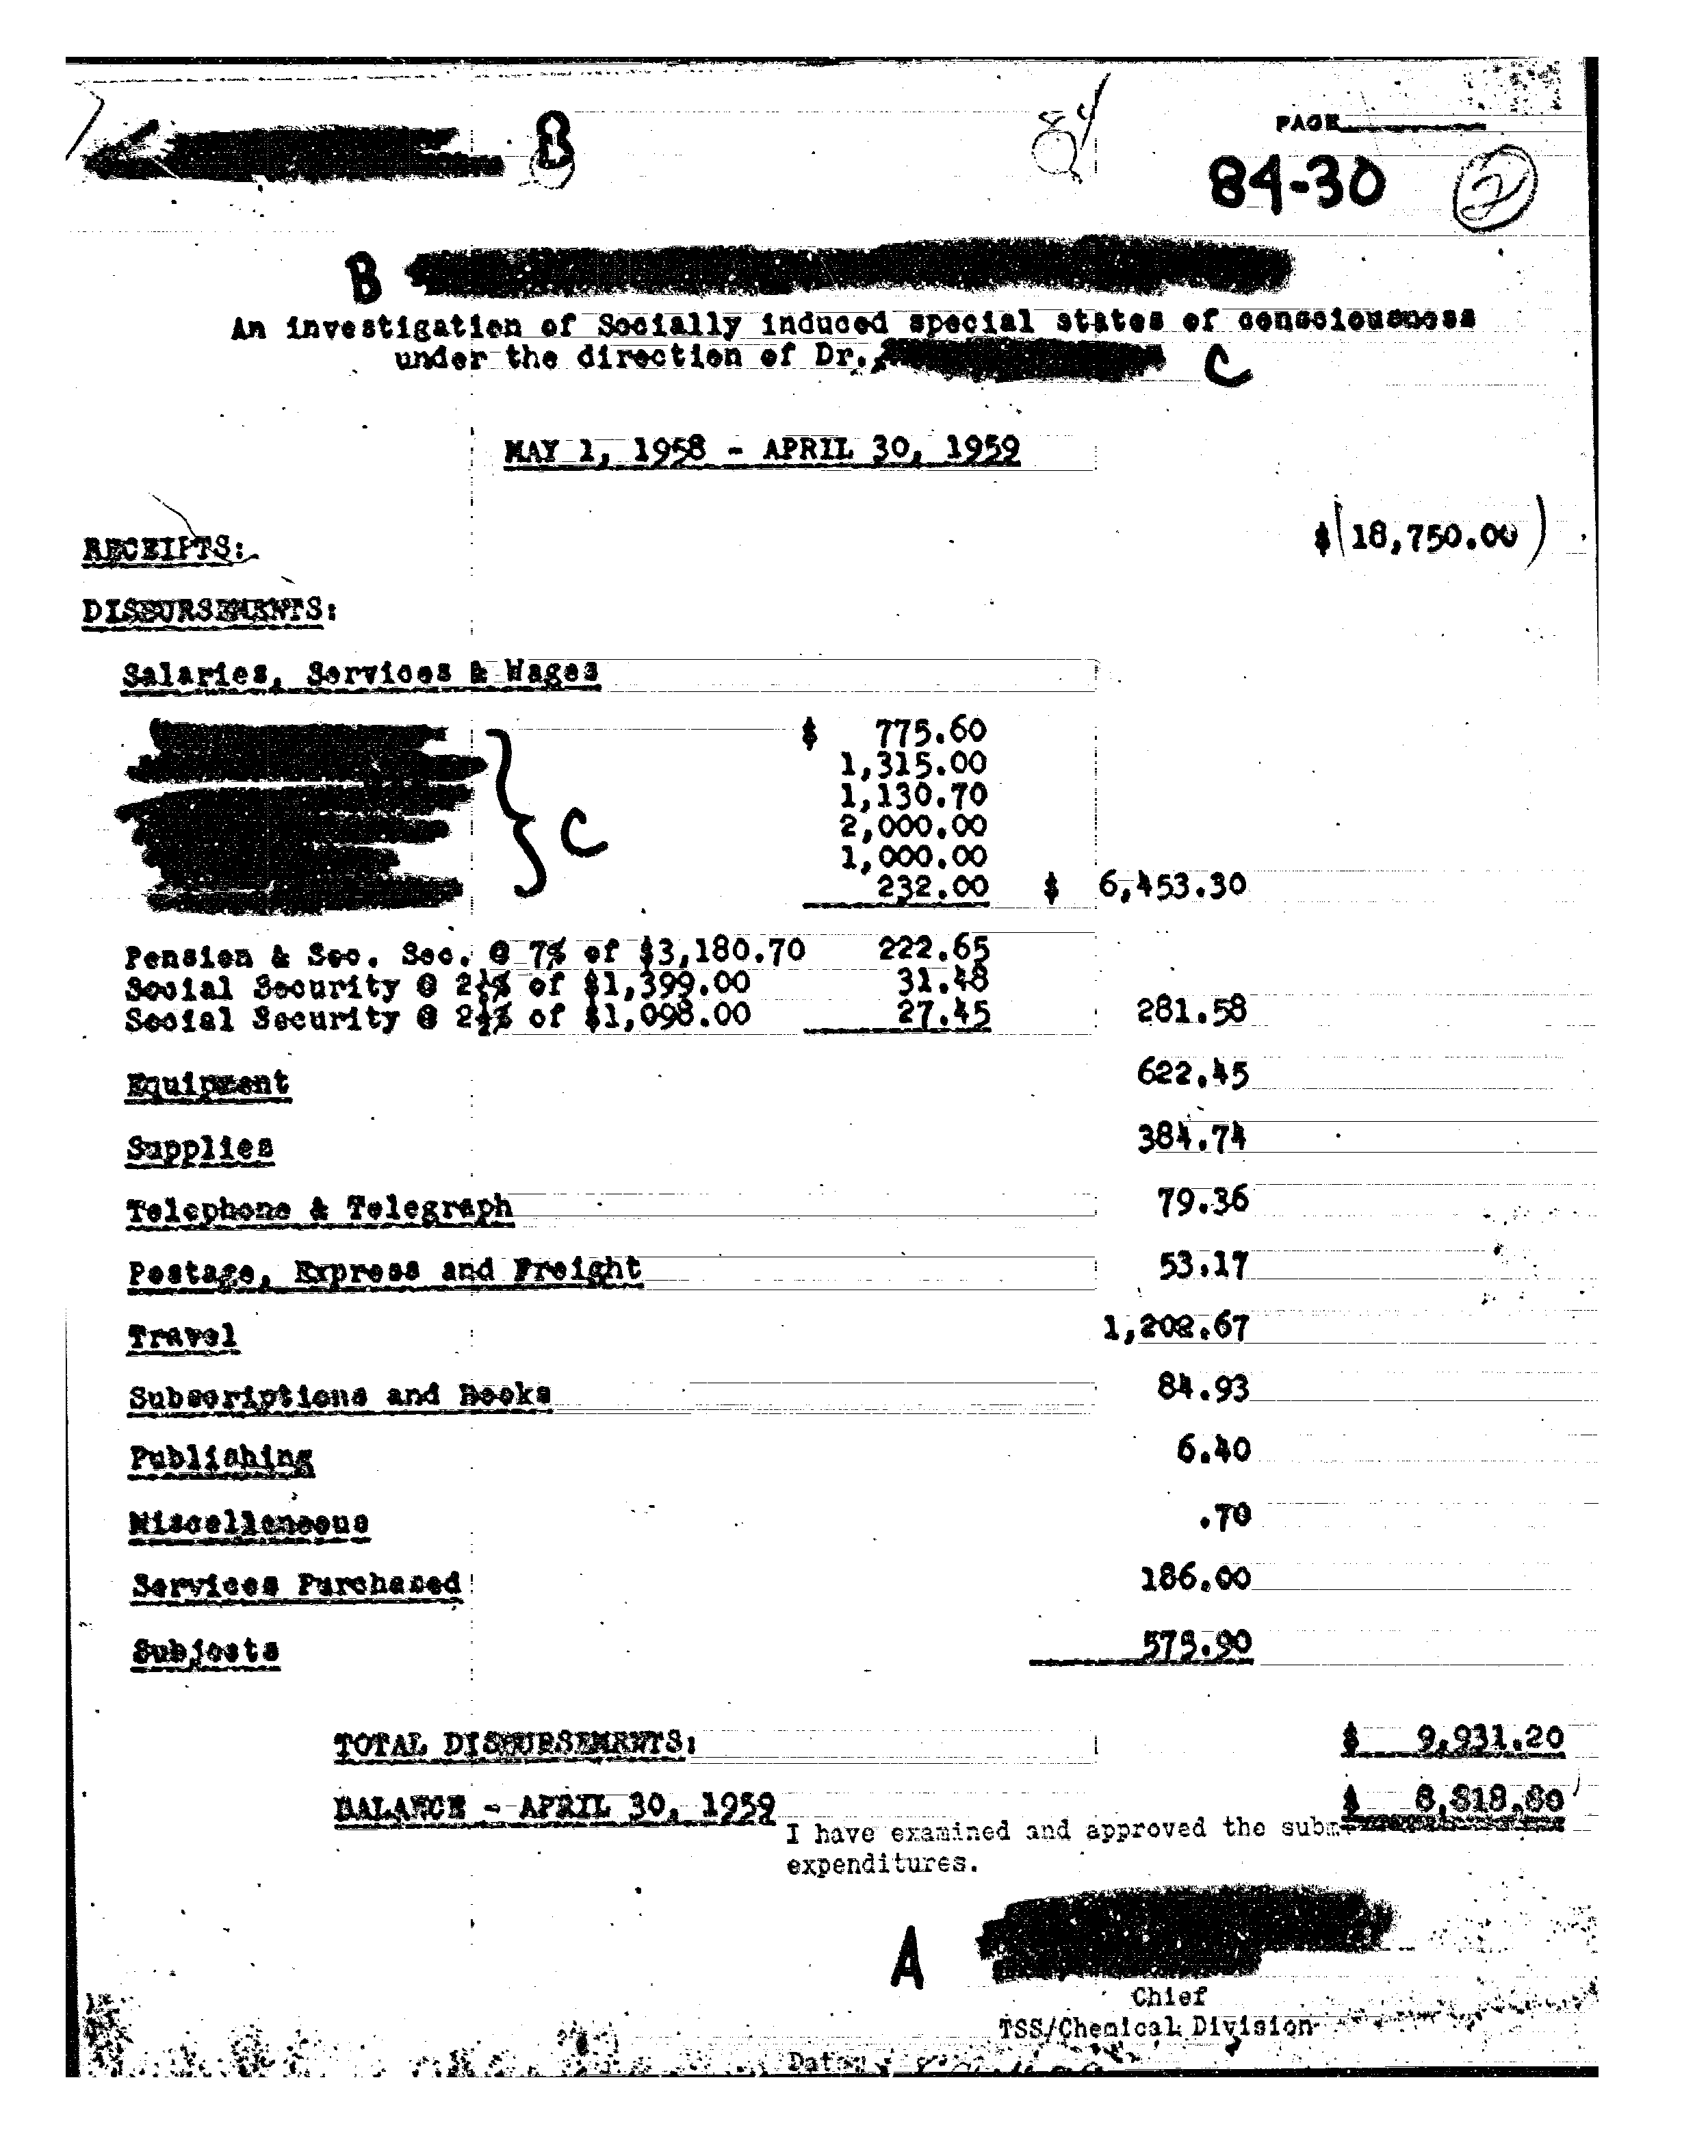 B
PAGE
84-30 2
B
An investigation of Socially induced special states of consciousness
under the direction of Dr. C
MAY 1, 1958 - APRIL 30, 1959
RECEIPTS: $ (18,750.00)
DISBURSEMENTS:
Salaries, Services & Wages
$ 775.60
1,315.00
1,130.70
C 2,000.00
1,000.00
232.00 $ 6,453.30
Pension & Soc. Sec. @ 7% of $3,180.70 222.65
Social Security @ 2¼% of $1,399.00 31.48
Social Security @ 2½% of $1,098.00 27.45 281.58
Equipment 622.45
Supplies 384.74
Telephone & Telegraph 79.36
Postage, Express and Freight 53.17
Travel 1,202.67
Subscriptions and Books 84.93
Publishing 6.40
Miscellaneous .70
Services Purchased 186.00
Subjects 575.90
TOTAL DISBURSEMENTS: $ 9,931.20
BALANCE - APRIL 30, 1959 $ 8,818.80
I have examined and approved the
expenditures.
A
Chief
TSS/Chemical Division
Date: